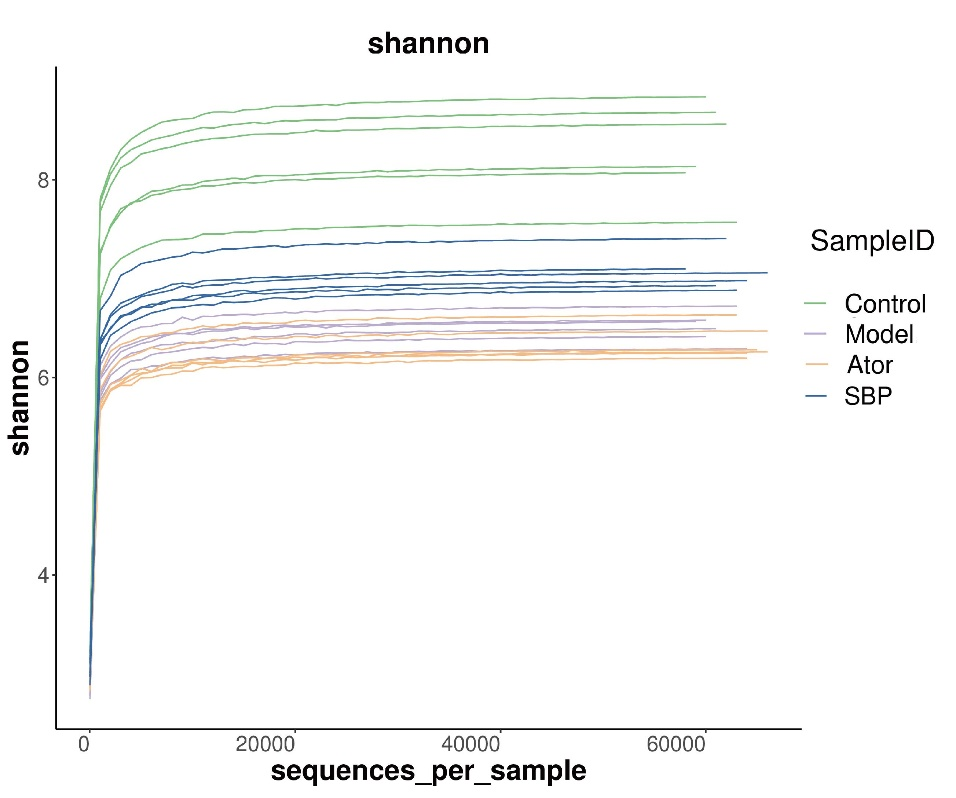 shannon
shannon
8
6
4
0
20000
40000
60000
sequences_per_sample
SampleID
Control
Model
Ator
SBP